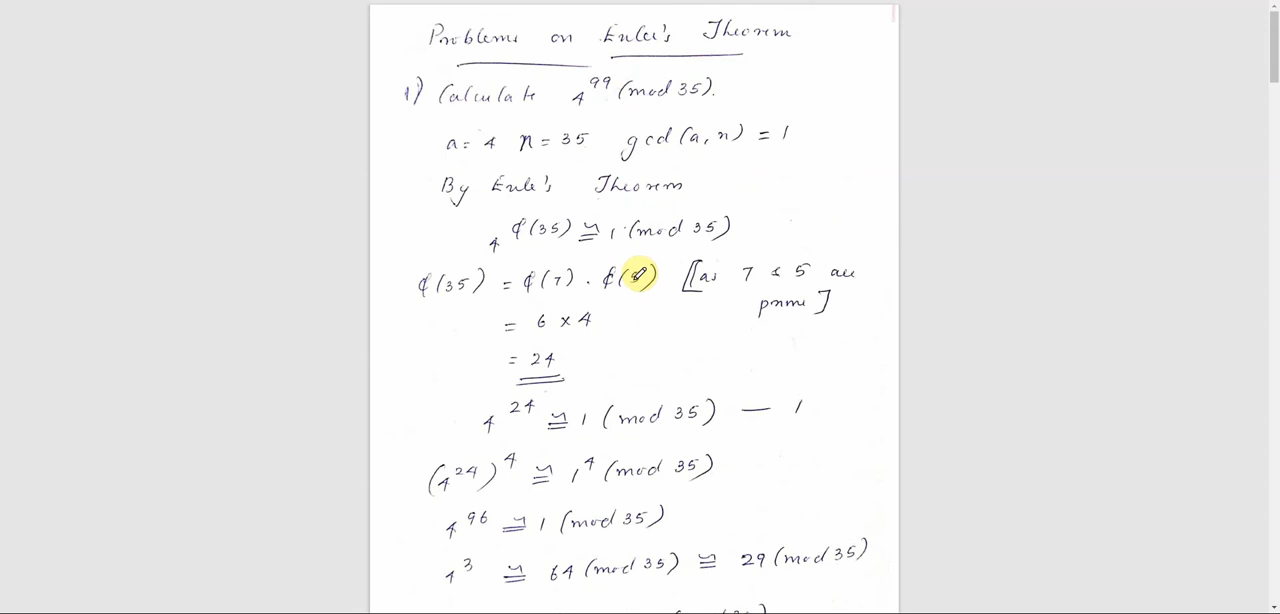 Problems on Euler's Theorem
1) Calculate 4^99 (mod 35).
a = 4 n = 35 gcd(a, n) = 1
By Eule's Theorem
4^ϕ(35) ≅ 1 (mod 35)
ϕ(35) = ϕ(7) . ϕ(5) [as 7 & 5 are
prime]
= 6 x 4
= 24
4^24 ≅ 1 (mod 35) — 1
(4^24)^4 ≅ 1^4 (mod 35)
4^96 ≅ 1 (mod 35)
4^3 ≅ 64 (mod 35) ≅ 29 (mod 35)